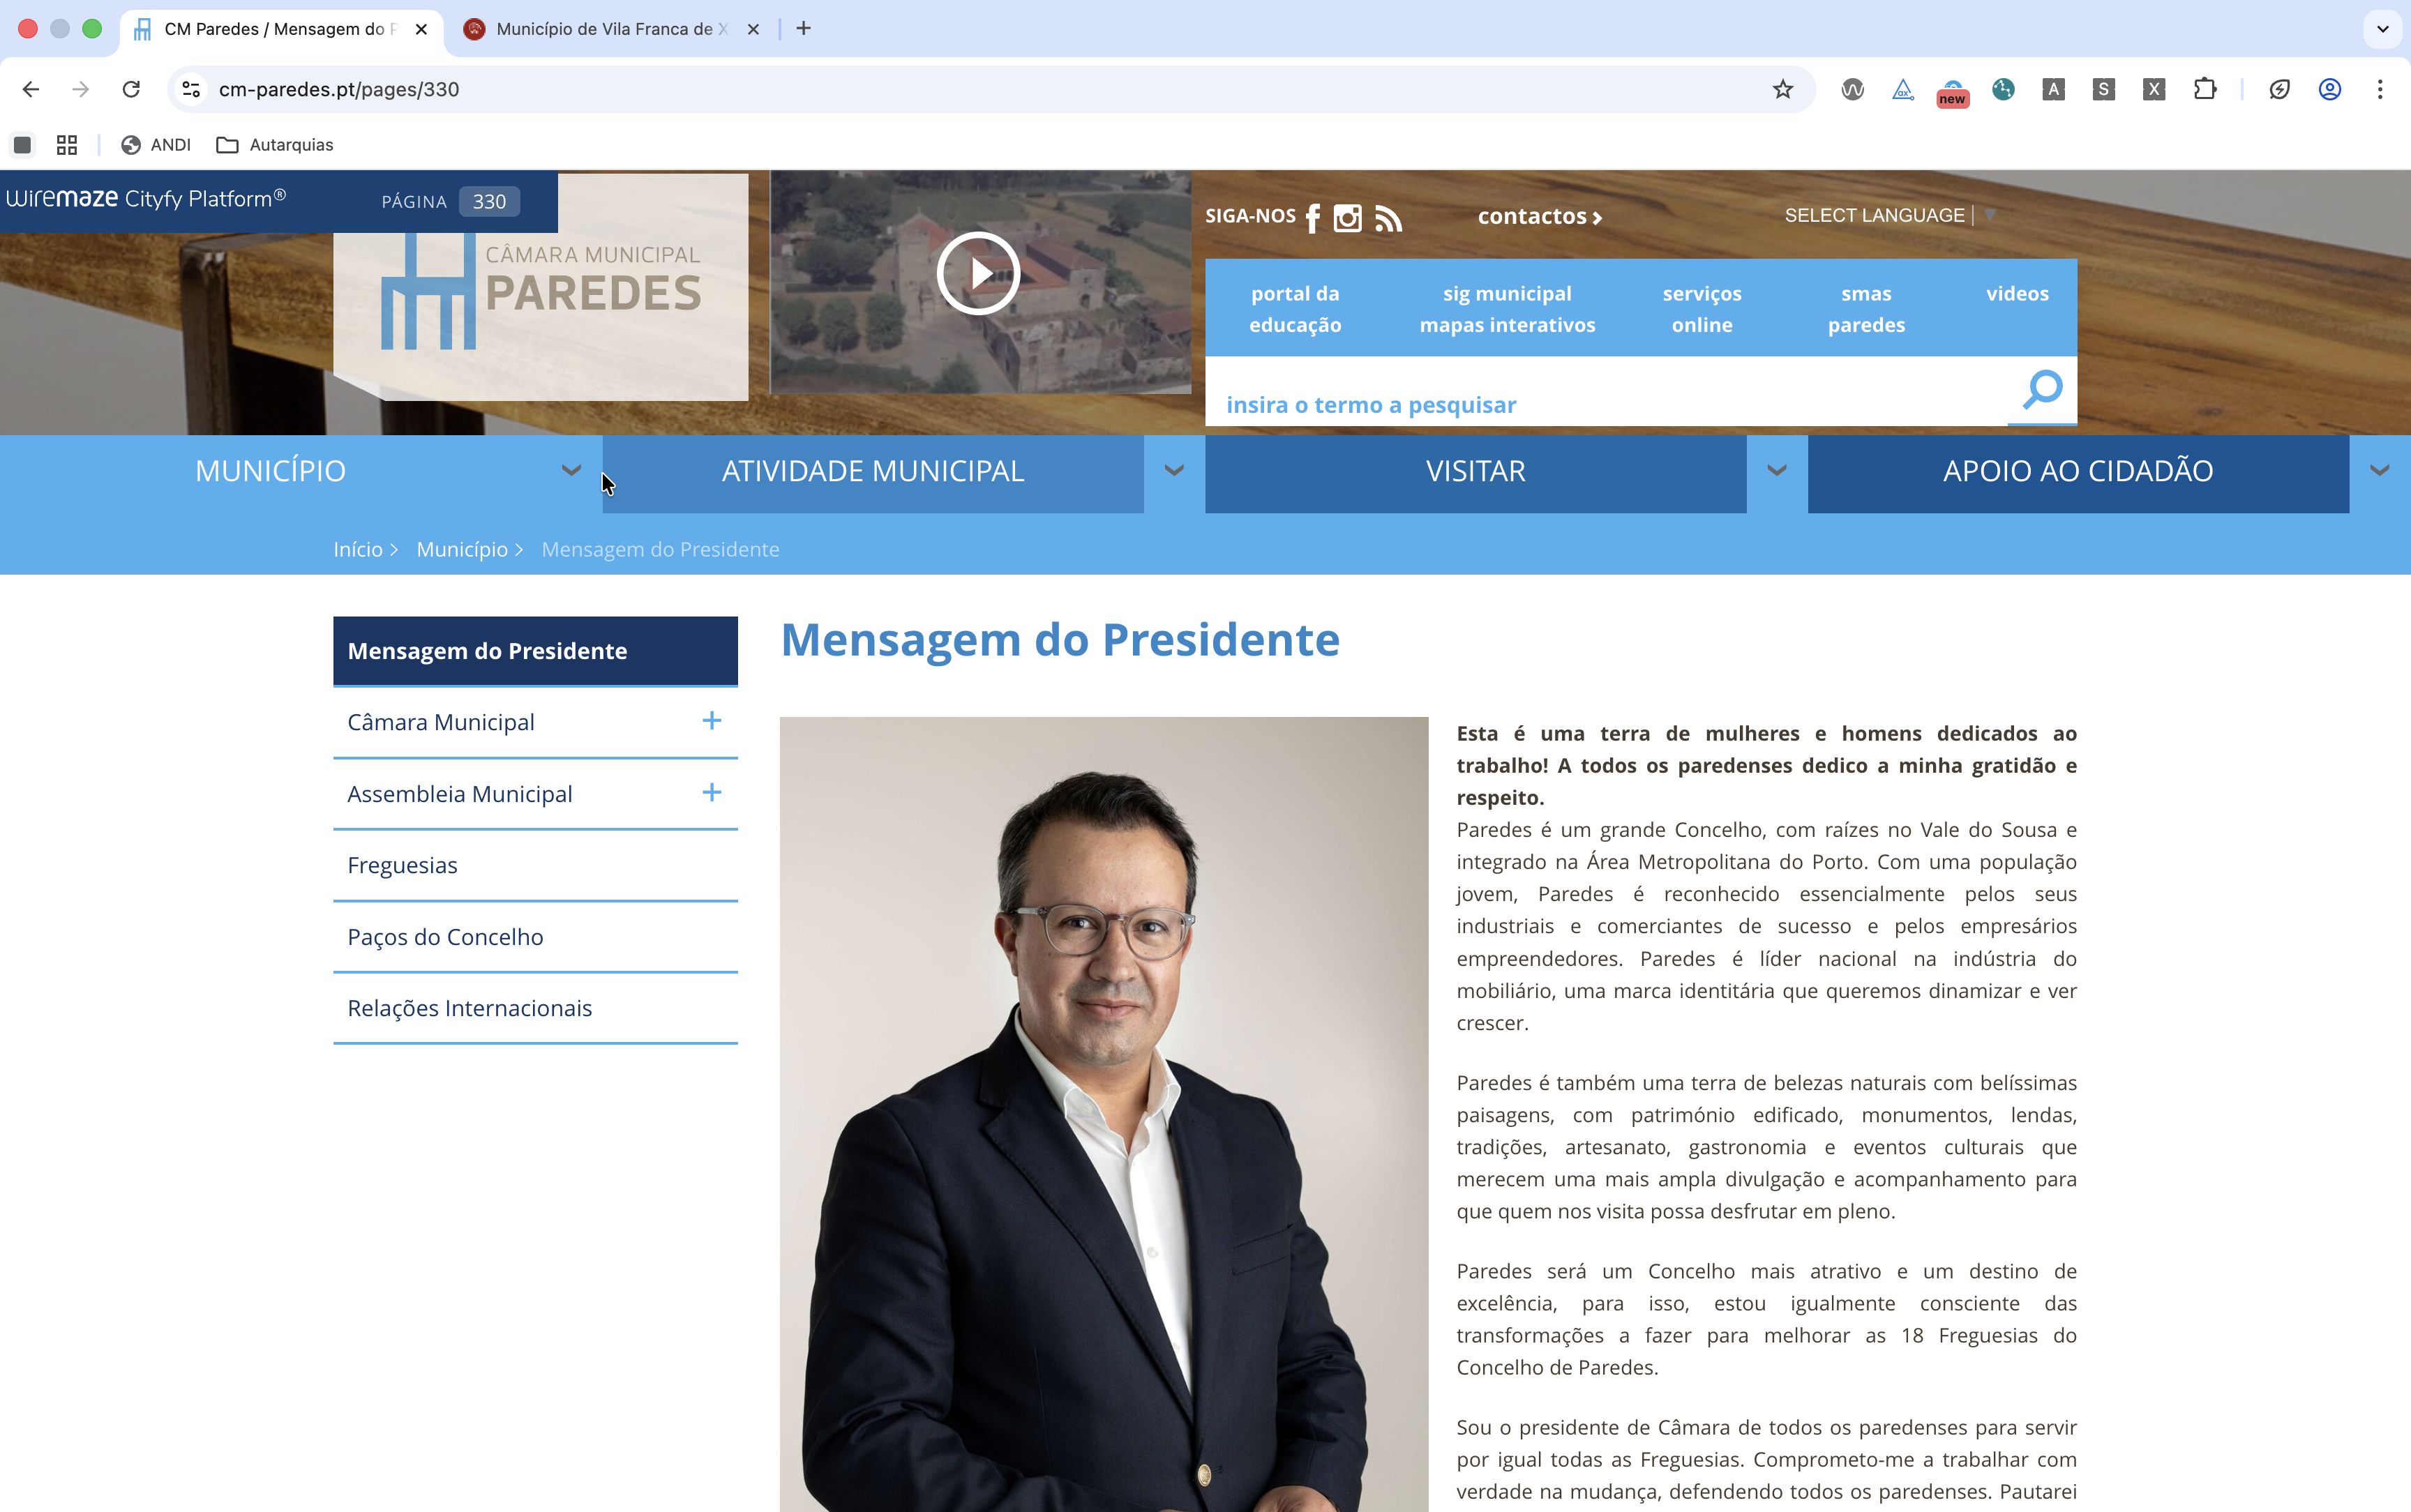 CM Paredes / Mensagem do P
Município de Vila Franca de X
cm-paredes.pt/pages/330
new
A
S
X
ANDI
Autarquias
wiremaze Cityfy Platform®
PÁGINA 330
CÂMARA MUNICIPAL
PAREDES
SIGA-NOS
contactos
SELECT LANGUAGE ▼
portal da
educação
sig municipal
mapas interativos
serviços
online
smas
paredes
videos
insira o termo a pesquisar
MUNICÍPIO
ATIVIDADE MUNICIPAL
VISITAR
APOIO AO CIDADÃO
Início > Município > Mensagem do Presidente
Mensagem do Presidente
Câmara Municipal +
Assembleia Municipal +
Freguesias
Paços do Concelho
Relações Internacionais
Mensagem do Presidente
Esta é uma terra de mulheres e homens dedicados ao
trabalho! A todos os paredenses dedico a minha gratidão e
respeito.
Paredes é um grande Concelho, com raízes no Vale do Sousa e
integrado na Área Metropolitana do Porto. Com uma população
jovem, Paredes é reconhecido essencialmente pelos seus
industriais e comerciantes de sucesso e pelos empresários
empreendedores. Paredes é líder nacional na indústria do
mobiliário, uma marca identitária que queremos dinamizar e ver
crescer.
Paredes é também uma terra de belezas naturais com belíssimas
paisagens, com património edificado, monumentos, lendas,
tradições, artesanato, gastronomia e eventos culturais que
merecem uma mais ampla divulgação e acompanhamento para
que quem nos visita possa desfrutar em pleno.
Paredes será um Concelho mais atrativo e um destino de
excelência, para isso, estou igualmente consciente das
transformações a fazer para melhorar as 18 Freguesias do
Concelho de Paredes.
Sou o presidente de Câmara de todos os paredenses para servir
por igual todas as Freguesias. Comprometo-me a trabalhar com
verdade na mudança, defendendo todos os paredenses. Pautarei